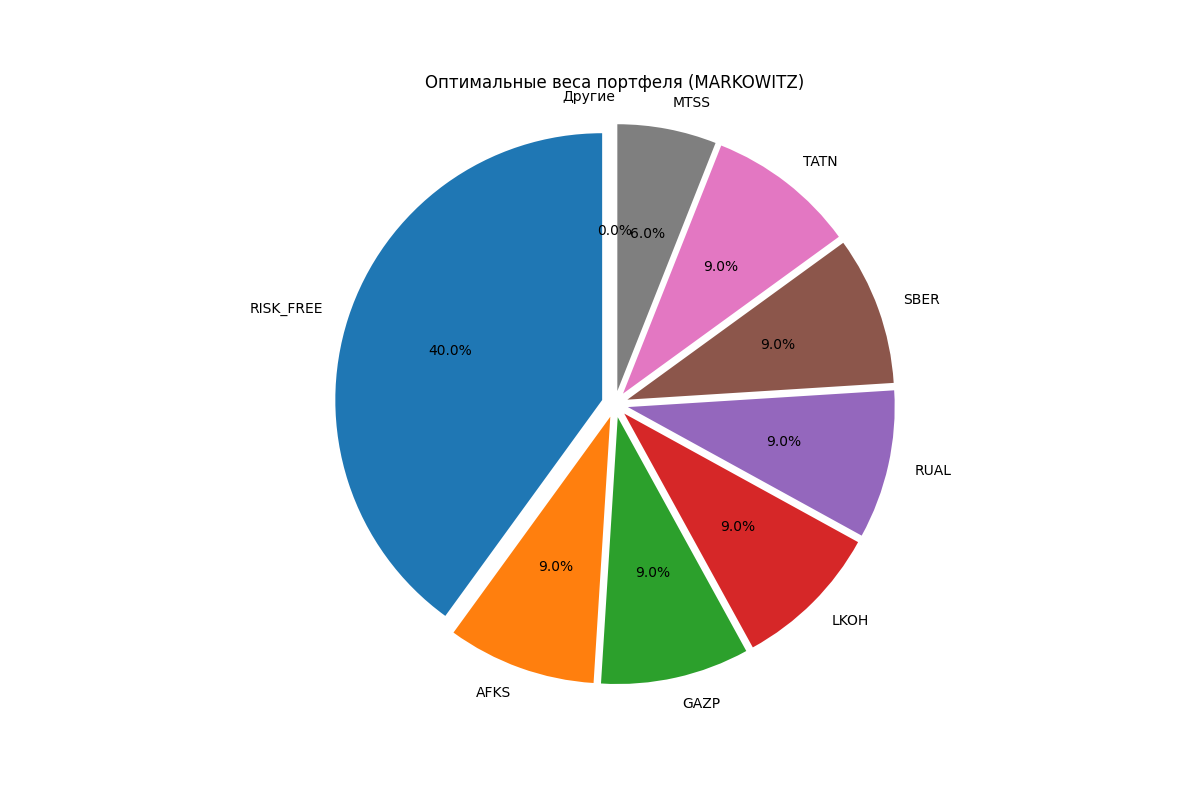 Оптимальные веса портфеля (MARKOWITZ)
Другие
MTSS
TATN
0.0%
6.0%
9.0%
SBER
RISK_FREE
9.0%
40.0%
9.0%
RUAL
9.0%
9.0%
9.0%
LKOH
AFKS
GAZP